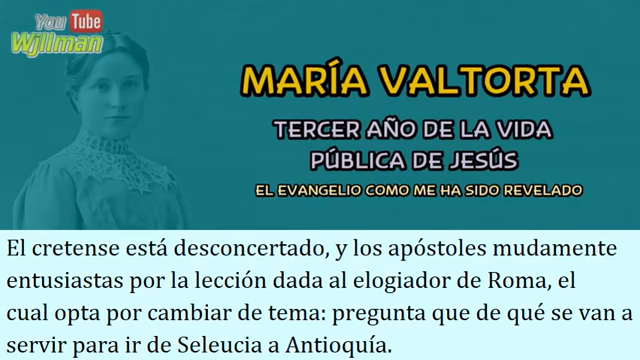 You Tube
Wjllman
MARÍA VALTORTA
TERCER AÑO DE LA VIDA
PÚBLICA DE JESÚS
EL EVANGELIO COMO ME HA SIDO REVELADO
El cretense está desconcertado, y los apóstoles mudamente
entusiastas por la lección dada al elogiador de Roma, el
cual opta por cambiar de tema: pregunta que de qué se van a
servir para ir de Seleucia a Antioquía.